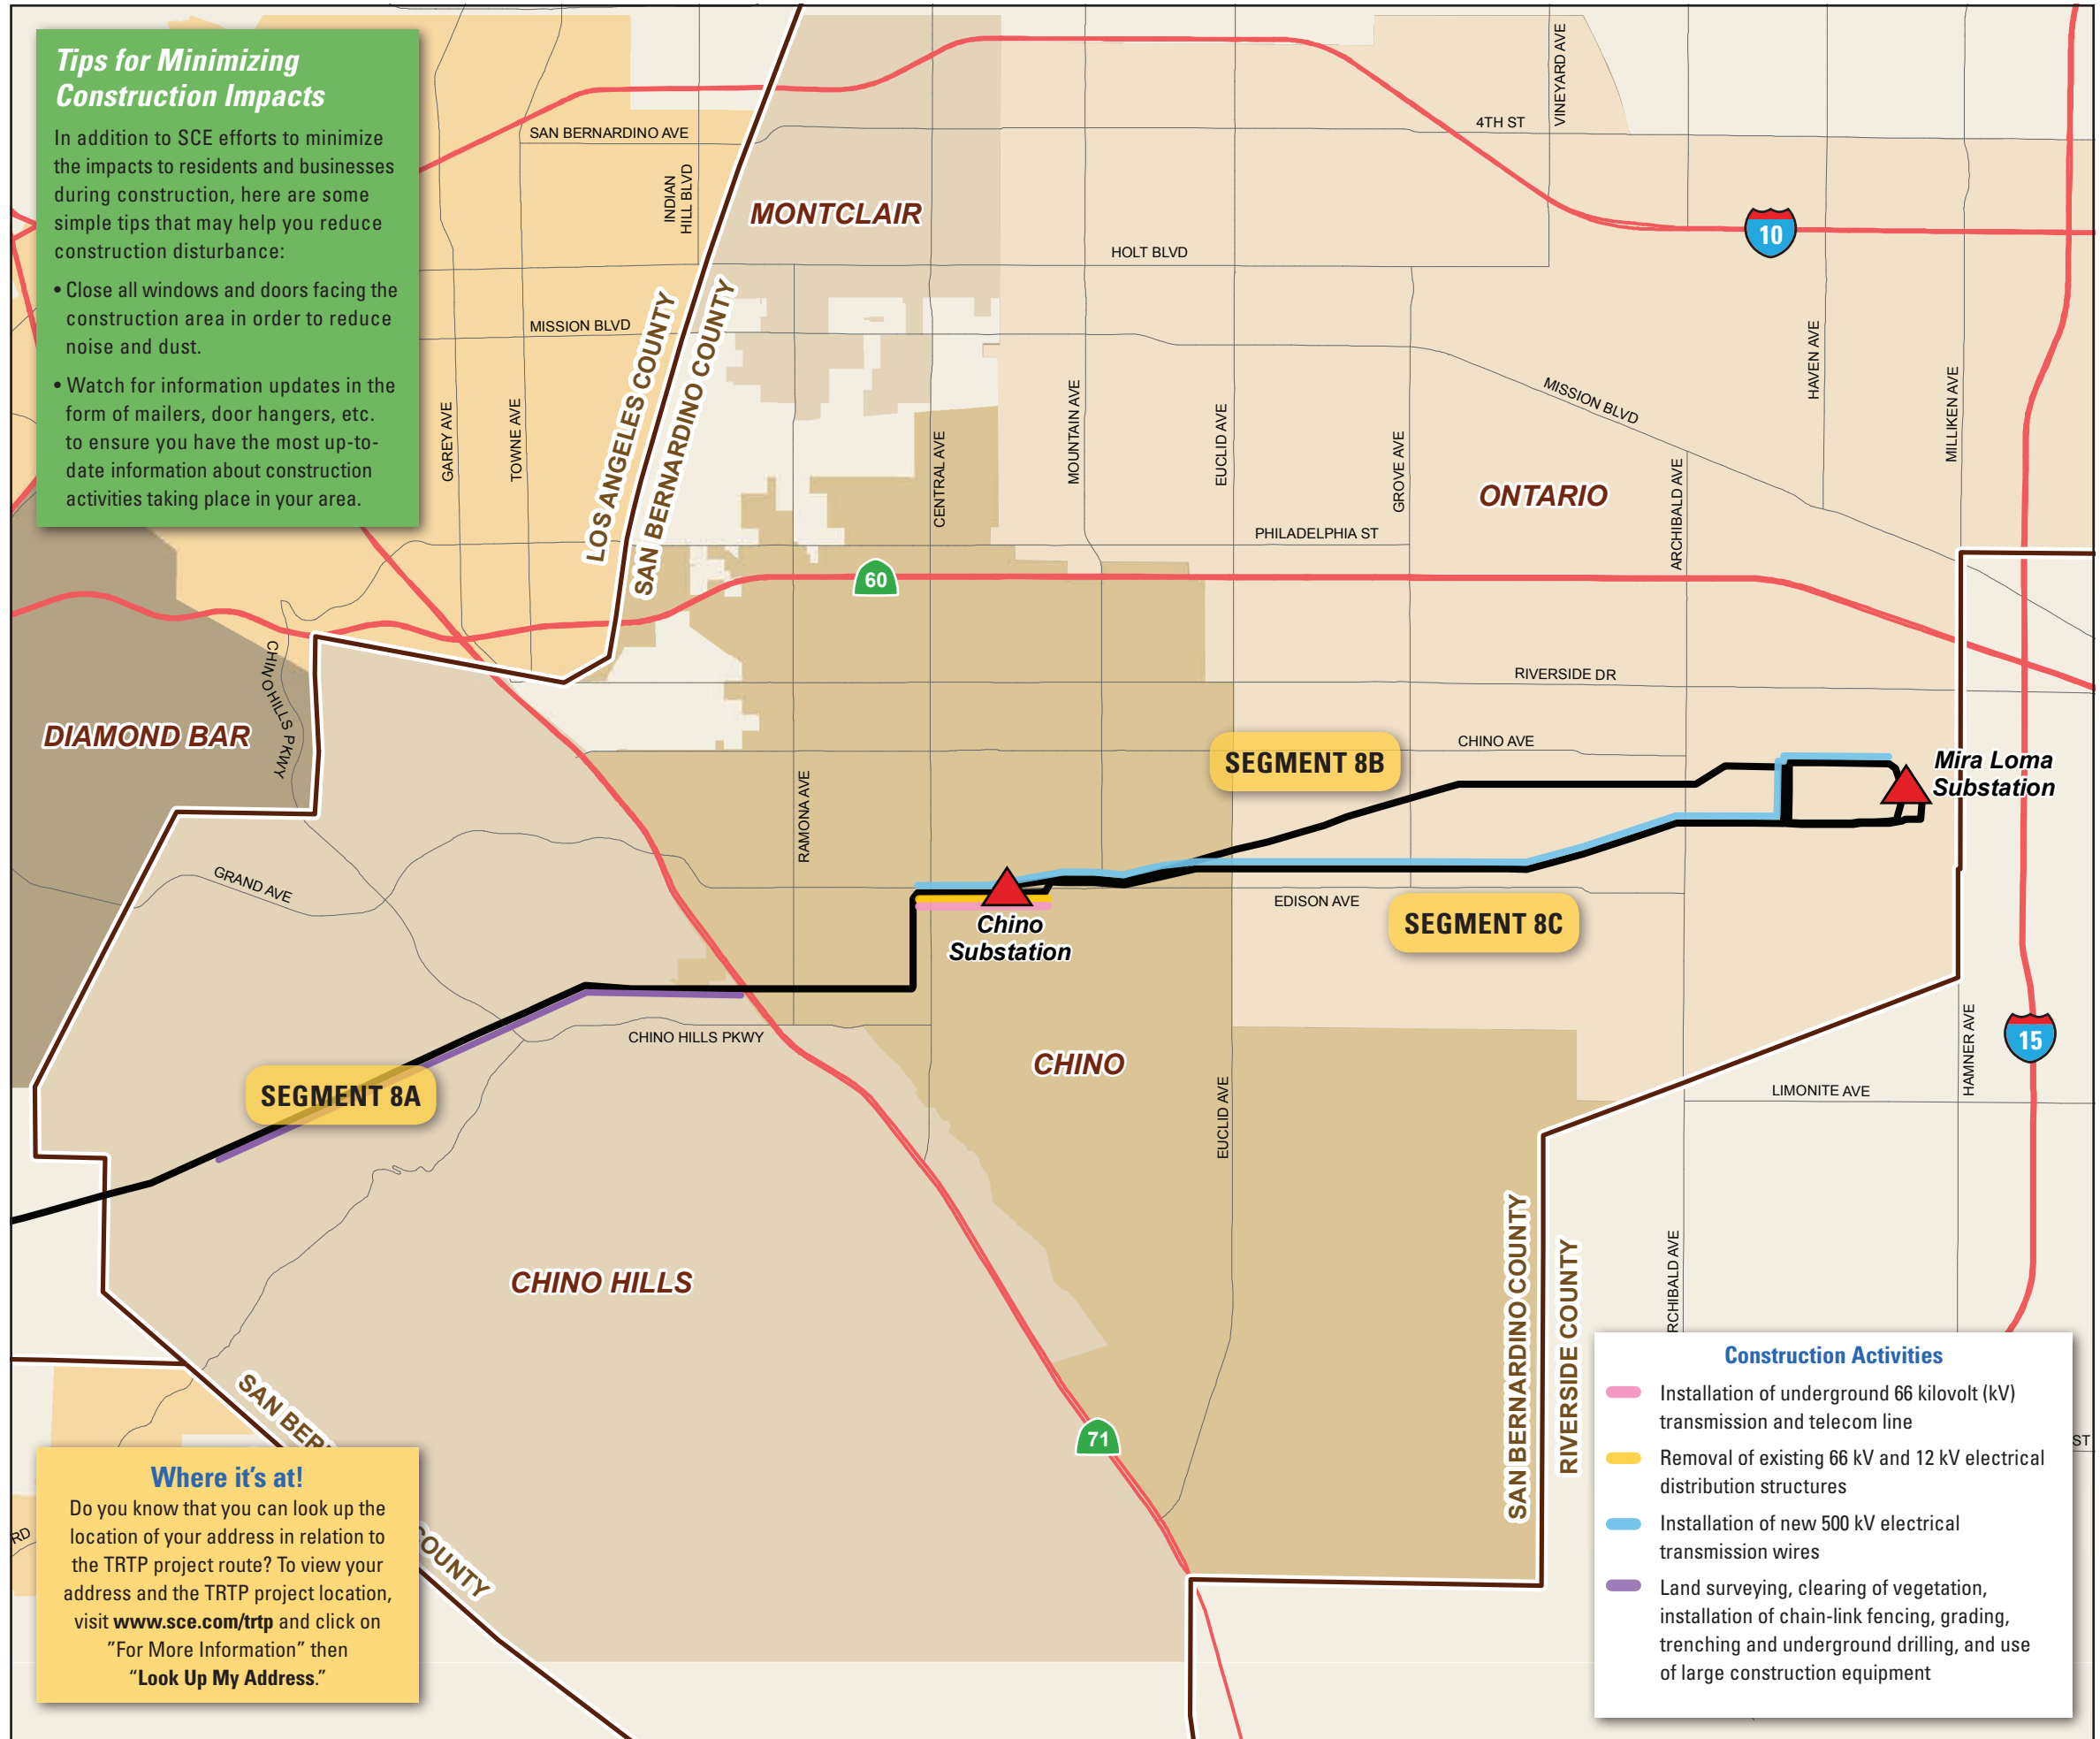 Tips for Minimizing
Construction Impacts
In addition to SCE efforts to minimize
the impacts to residents and businesses
during construction, here are some
simple tips that may help you reduce
construction disturbance:
• Close all windows and doors facing the
construction area in order to reduce
noise and dust.
• Watch for information updates in the
form of mailers, door hangers, etc.
to ensure you have the most up-to-
date information about construction
activities taking place in your area.
SAN BERNARDINO AVE
INDIAN
HILL BLVD
MONTCLAIR
4TH ST
VINEYARD AVE
10
HOLT BLVD
MISSION BLVD
LOS ANGELES COUNTY
SAN BERNARDINO COUNTY
GAREY AVE
TOWNE AVE
CENTRAL AVE
MOUNTAIN AVE
EUCLID AVE
GROVE AVE
MISSION BLVD
HAVEN AVE
MILLIKEN AVE
ARCHIBALD AVE
ONTARIO
PHILADELPHIA ST
60
CHINO HILLS PKWY
RIVERSIDE DR
DIAMOND BAR
CHINO AVE
SEGMENT 8B
Mira Loma
Substation
RAMONA AVE
GRAND AVE
EDISON AVE
SEGMENT 8C
Chino
Substation
CHINO HILLS PKWY
CHINO
SEGMENT 8A
EUCLID AVE
HAMNER AVE
15
LIMONITE AVE
CHINO HILLS
SAN BERNARDINO COUNTY
RIVERSIDE COUNTY
RCHIBALD AVE
71
ST
SAN BER
COUNTY
RD
Where it's at!
Do you know that you can look up the
location of your address in relation to
the TRTP project route? To view your
address and the TRTP project location,
visit www.sce.com/trtp and click on
”For More Information” then
“Look Up My Address.”
Construction Activities
Installation of underground 66 kilovolt (kV)
transmission and telecom line
Removal of existing 66 kV and 12 kV electrical
distribution structures
Installation of new 500 kV electrical
transmission wires
Land surveying, clearing of vegetation,
installation of chain-link fencing, grading,
trenching and underground drilling, and use
of large construction equipment